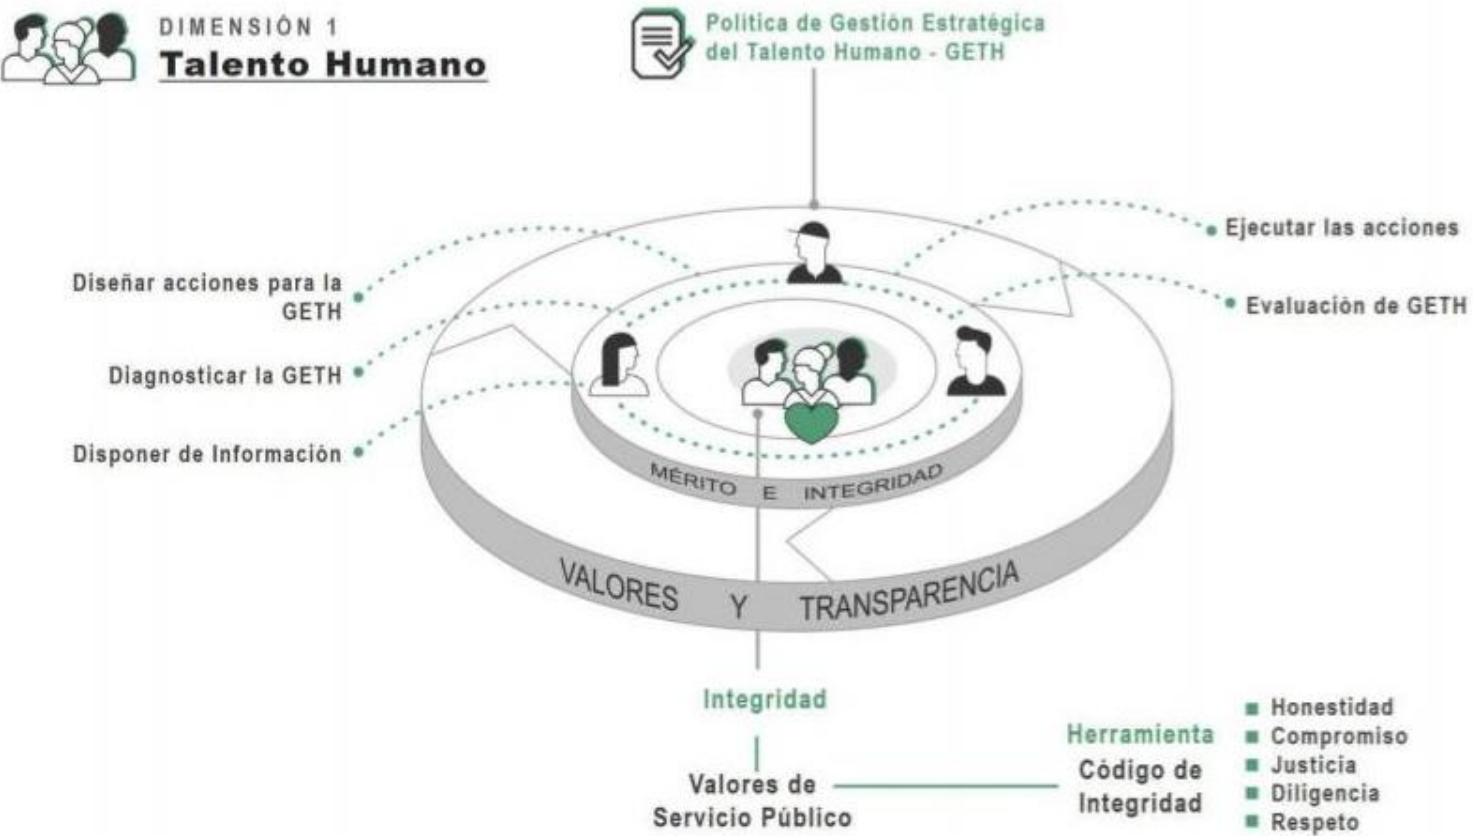 DIMENSIÓN 1
Talento Humano
Política de Gestión Estratégica
del Talento Humano - GETH
Ejecutar las acciones
Evaluación de GETH
Diseñar acciones para la
GETH
Diagnosticar la GETH
Disponer de Información
MÉRITO E INTEGRIDAD
VALORES Y TRANSPARENCIA
Integridad
Valores de
Servicio Público
Herramienta
Código de
Integridad
Honestidad
Compromiso
Justicia
Diligencia
Respeto